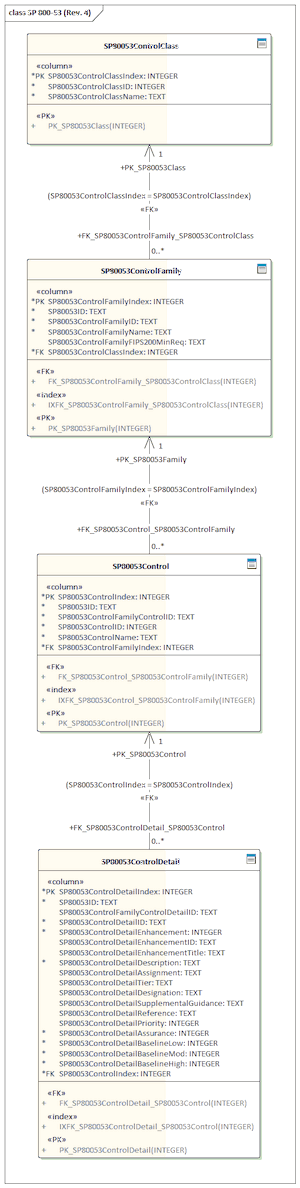 class SP 800-53 (Rev. 4)
SP80053ControlClass
«column»
*PK SP80053ControlClassIndex: INTEGER
* SP80053ControlClassID: INTEGER
* SP80053ControlClassName: TEXT
«PK»
+ PK_SP80053Class(INTEGER)
1
+PK_SP80053Class
(SP80053ControlClassIndex = SP80053ControlClassIndex)
«FK»
+FK_SP80053ControlFamily_SP80053ControlClass
0..*
SP80053ControlFamily
«column»
*PK SP80053ControlFamilyIndex: INTEGER
* SP80053ID: TEXT
* SP80053ControlFamilyID: TEXT
* SP80053ControlFamilyName: TEXT
SP80053ControlFamilyFIPS200MinReq: TEXT
*FK SP80053ControlClassIndex: INTEGER
«FK»
+ FK_SP80053ControlFamily_SP80053ControlClass(INTEGER)
«index»
+ IXFK_SP80053ControlFamily_SP80053ControlClass(INTEGER)
«PK»
+ PK_SP80053Family(INTEGER)
1
+PK_SP80053Family
(SP80053ControlFamilyIndex = SP80053ControlFamilyIndex)
«FK»
+FK_SP80053Control_SP80053ControlFamily
0..*
SP80053Control
«column»
*PK SP80053ControlIndex: INTEGER
* SP80053ID: TEXT
* SP80053ControlFamilyControlID: TEXT
* SP80053ControlID: INTEGER
* SP80053ControlName: TEXT
*FK SP80053ControlFamilyIndex: INTEGER
«FK»
+ FK_SP80053Control_SP80053ControlFamily(INTEGER)
«index»
+ IXFK_SP80053Control_SP80053ControlFamily(INTEGER)
«PK»
+ PK_SP80053Control(INTEGER)
1
+PK_SP80053Control
(SP80053ControlIndex = SP80053ControlIndex)
«FK»
+FK_SP80053ControlDetail_SP80053Control
0..*
SP80053ControlDetail
«column»
*PK SP80053ControlDetailIndex: INTEGER
* SP80053ID: TEXT
SP80053ControlFamilyControlDetailID: TEXT
* SP80053ControlDetailID: TEXT
* SP80053ControlDetailEnhancement: INTEGER
SP80053ControlDetailEnhancementID: TEXT
SP80053ControlDetailEnhancementTitle: TEXT
* SP80053ControlDetailDescription: TEXT
SP80053ControlDetailAssignment: TEXT
SP80053ControlDetailTier: TEXT
SP80053ControlDetailDesignation: TEXT
SP80053ControlDetailSupplementalGuidance: TEXT
SP80053ControlDetailReference: TEXT
SP80053ControlDetailPriority: INTEGER
* SP80053ControlDetailAssurance: INTEGER
* SP80053ControlDetailBaselineLow: INTEGER
* SP80053ControlDetailBaselineMod: INTEGER
* SP80053ControlDetailBaselineHigh: INTEGER
*FK SP80053ControlIndex: INTEGER
«FK»
+ FK_SP80053ControlDetail_SP80053Control(INTEGER)
«index»
+ IXFK_SP80053ControlDetail_SP80053Control(INTEGER)
«PK»
+ PK_SP80053ControlDetail(INTEGER)